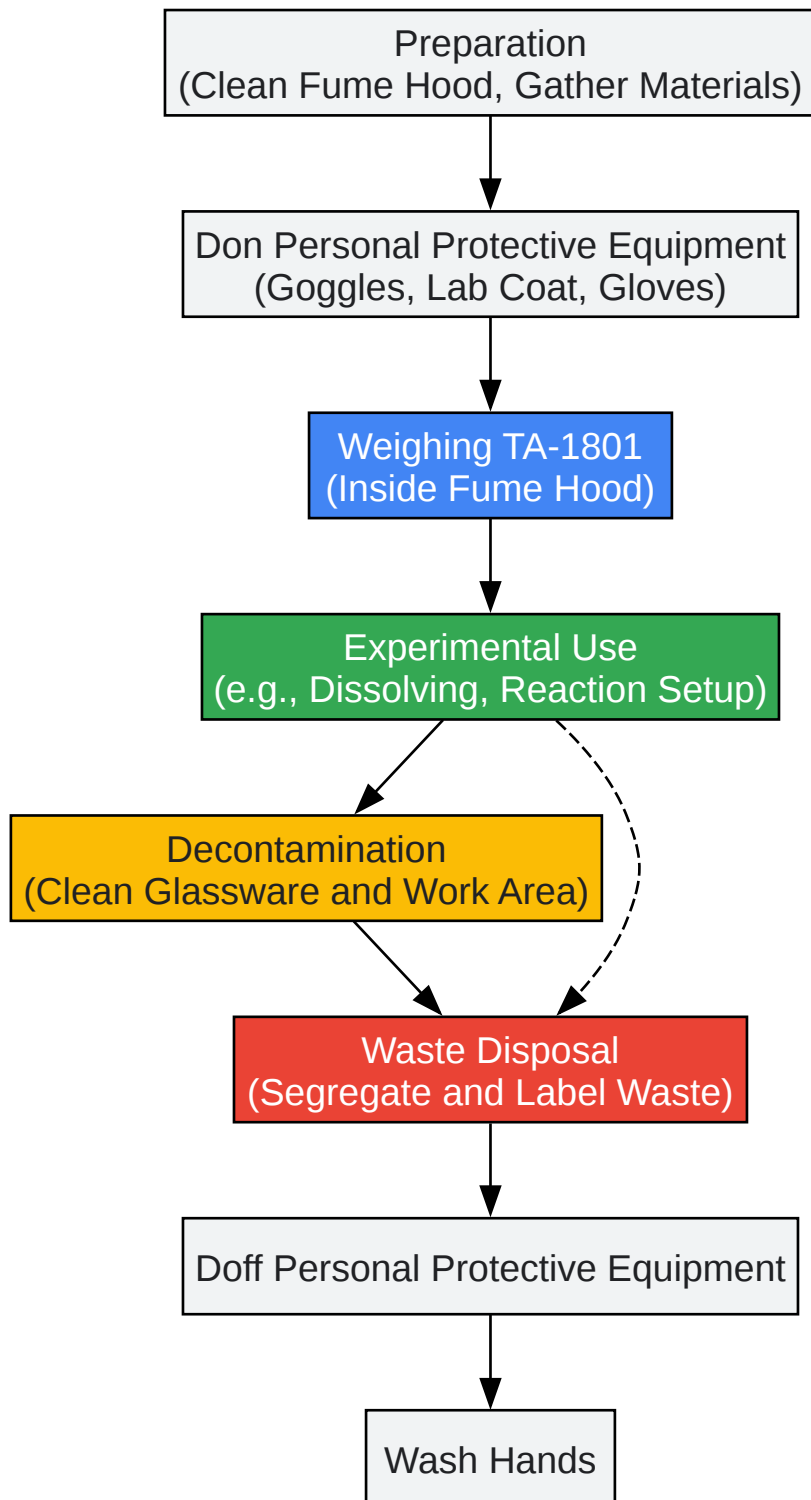 Preparation
(Clean Fume Hood, Gather Materials)
Don Personal Protective Equipment
(Goggles, Lab Coat, Gloves)
Weighing TA-1801
(Inside Fume Hood)
Experimental Use
(e.g., Dissolving, Reaction Setup)
Decontamination
(Clean Glassware and Work Area)
Waste Disposal
(Segregate and Label Waste)
Doff Personal Protective Equipment
Wash Hands